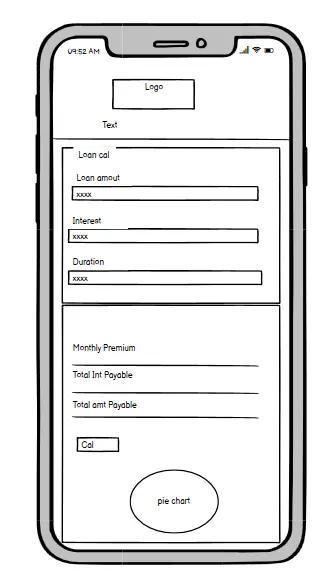 09:52 AM
Logo
Text
Loan cal
Loan amout
xxxx
Interest
xxxx
Duration
xxxx
Monthly Premium
Total Int Payable
Total amt Payable
Cal
pie chart